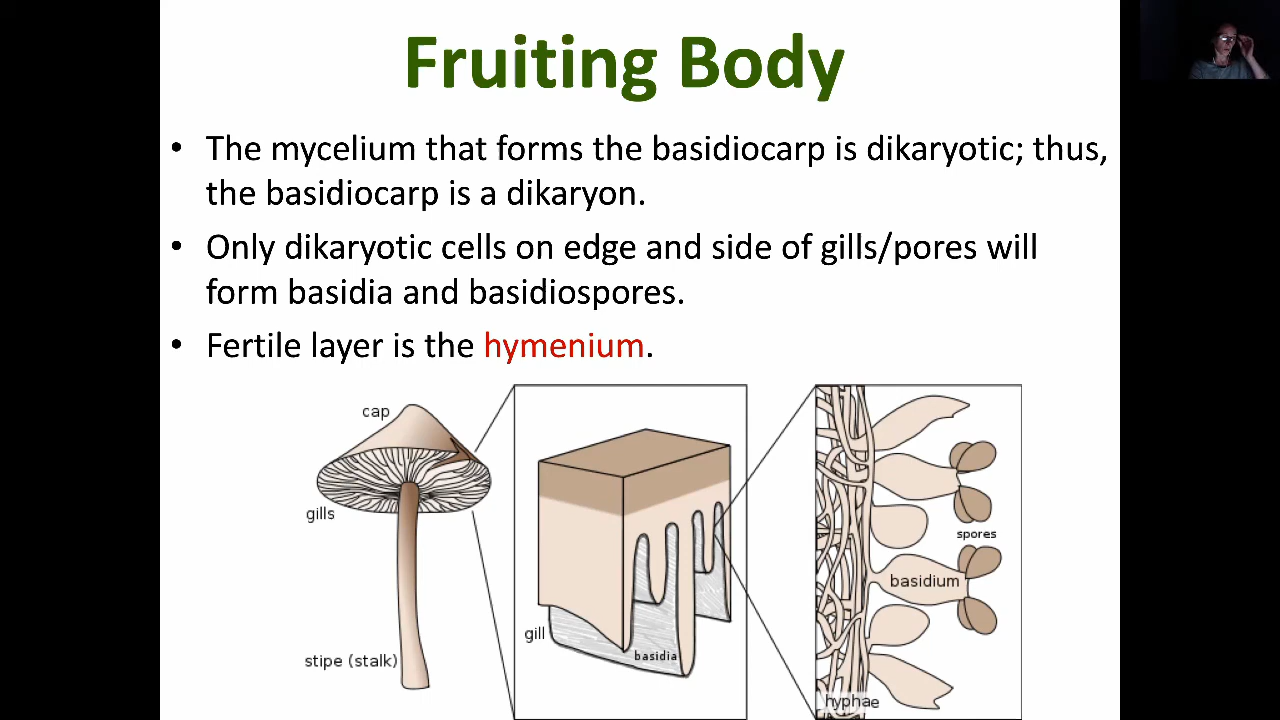 Fruiting Body
• The mycelium that forms the basidiocarp is dikaryotic; thus,
the basidiocarp is a dikaryon.
• Only dikaryotic cells on edge and side of gills/pores will
form basidia and basidiospores.
• Fertile layer is the hymenium.
cap
gills
stipe (stalk)
gill
basidia
spores
basidium
hyphae